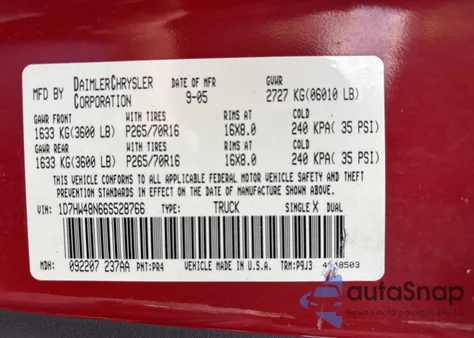 MFD BY DAIMLERCHRYSLER CORPORATION DATE OF MFR 9-05 GVWR 2727 KG(06010 LB)
GAWR FRONT WITH TIRES RIMS AT COLD
1633 KG(3600 LB) P265/70R16 16X8.0 240 KPA( 35 PSI)
GAWR REAR WITH TIRES RIMS AT COLD
1633 KG(3600 LB) P265/70R16 16X8.0 240 KPA( 35 PSI)
THIS VEHICLE CONFORMS TO ALL APPLICABLE FEDERAL MOTOR VEHICLE SAFETY AND
THEFT PREVENTION STANDARDS IN EFFECT ON THE DATE OF MANUFACTURE SHOWN ABOVE.
VIN: 1D7HW48N66S528766 TYPE: TRUCK SINGLE X DUAL
MDH: 092207 237AA PNT:PR4 VEHICLE MADE IN U.S.A. TRM:P9J3
autoSnap